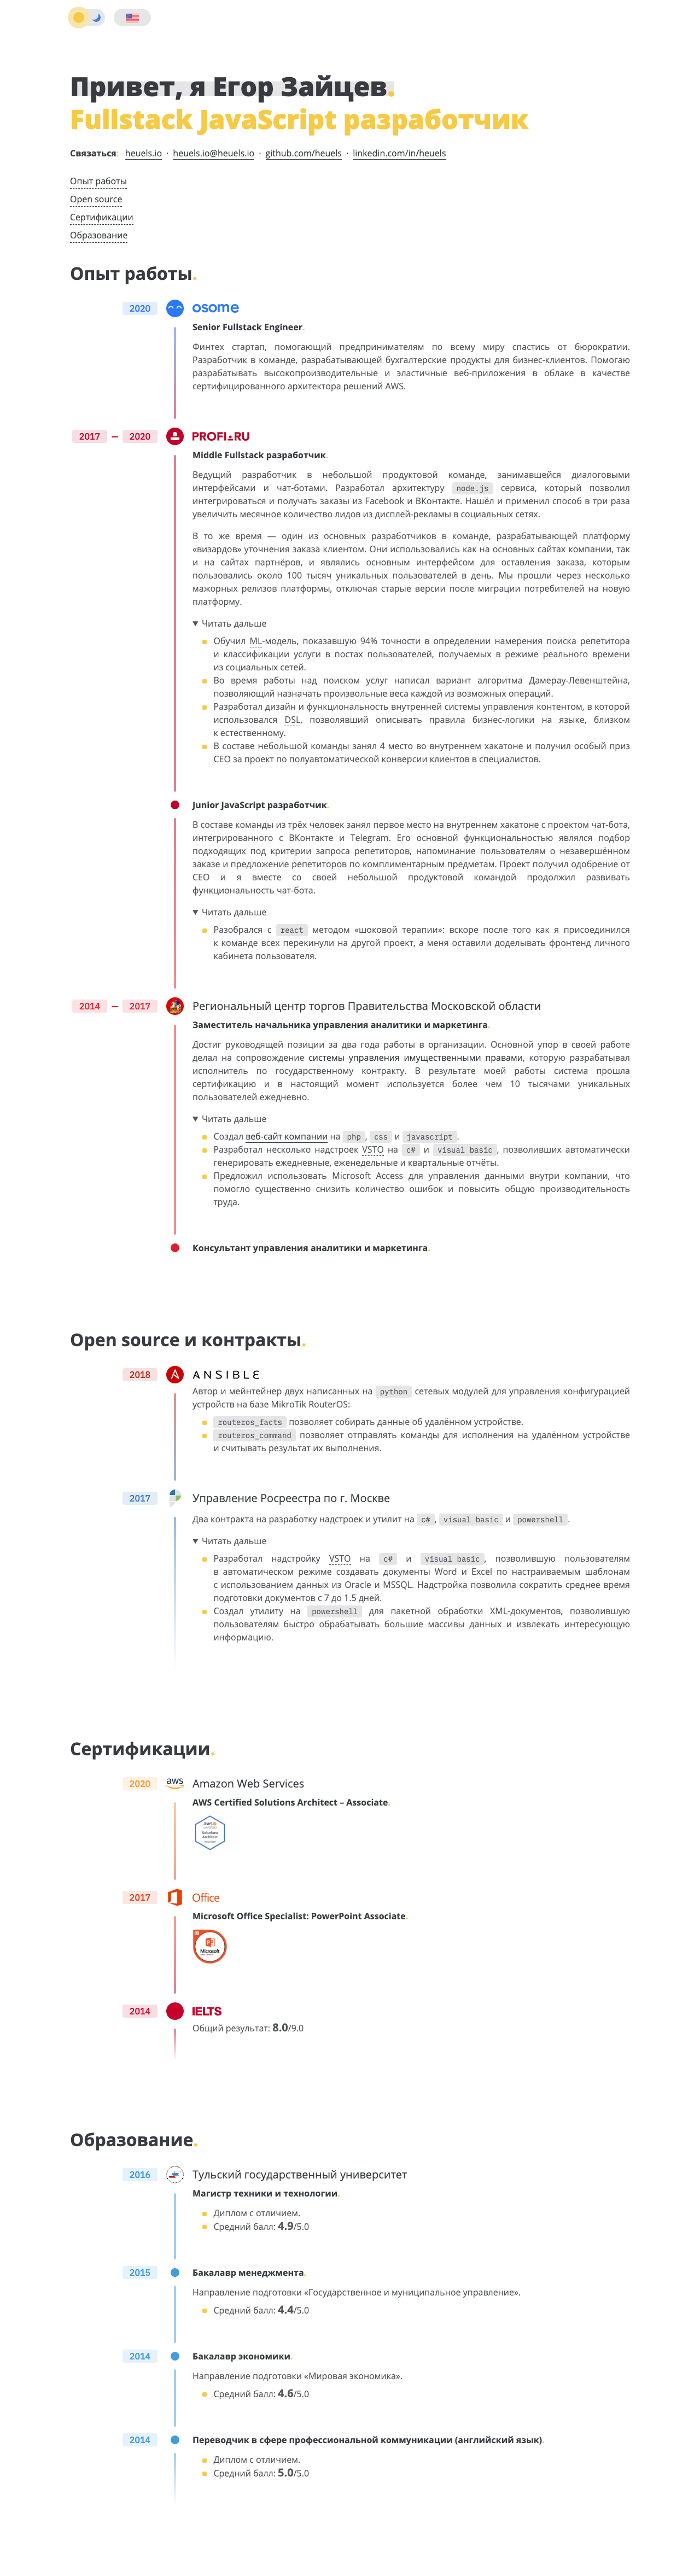 Привет, я Егор Зайцев.
Fullstack JavaScript разработчик
Связаться: heuels.io · heuels.io@heuels.io · github.com/heuels · linkedin.com/in/heuels
Опыт работы
Open source
Сертификации
Образование
Опыт работы.
2020 osome
Senior Fullstack Engineer.
Финтех стартап, помогающий предпринимателям по всему миру спастись от бюрократии.
Разработчик в команде, разрабатывающей бухгалтерские продукты для бизнес-клиентов. Помогаю
разрабатывать высокопроизводительные и эластичные веб-приложения в облаке в качестве
сертифицированного архитектора решений AWS.
2017 – 2020 PROFI.RU
Middle Fullstack разработчик.
Ведущий разработчик в небольшой продуктовой команде, занимавшейся диалоговыми
интерфейсами и чат-ботами. Разработал архитектуру node.js сервиса, который позволил
интегрироваться и получать заказы из Facebook и ВКонтакте. Нашёл и применил способ в три раза
увеличить месячное количество лидов из дисплей-рекламы в социальных сетях.
В то же время — один из основных разработчиков в команде, разрабатывающей платформу
«визардов» уточнения заказа клиентом. Они использовались как на основных сайтах компании, так
и на сайтах партнёров, и являлись основным интерфейсом для оставления заказа, которым
пользовались около 100 тысяч уникальных пользователей в день. Мы прошли через несколько
мажорных релизов платформы, отключая старые версии после миграции потребителей на новую
платформу.
▼ Читать дальше
Обучил ML-модель, показавшую 94% точности в определении намерения поиска репетитора
и классификации услуги в постах пользователей, получаемых в режиме реального времени
из социальных сетей.
Во время работы над поиском услуг написал вариант алгоритма Дамерау-Левенштейна,
позволяющий назначать произвольные веса каждой из возможных операций.
Разработал дизайн и функциональность внутренней системы управления контентом, в которой
использовался DSL, позволявший описывать правила бизнес-логики на языке, близком
к естественному.
В составе небольшой команды занял 4 место во внутреннем хакатоне и получил особый приз
CEO за проект по полуавтоматической конверсии клиентов в специалистов.
Junior JavaScript разработчик.
В составе команды из трёх человек занял первое место на внутреннем хакатоне с проектом чат-бота,
интегрированного с ВКонтакте и Telegram. Его основной функциональностью являлся подбор
подходящих под критерии запроса репетиторов, напоминание пользователям о незавершённом
заказе и предложение репетиторов по комплиментарным предметам. Проект получил одобрение от
CEO и я вместе со своей небольшой продуктовой командой продолжил развивать
функциональность чат-бота.
▼ Читать дальше
Разобрался с react методом «шоковой терапии»: вскоре после того как я присоединился
к команде всех перекинули на другой проект, а меня оставили доделывать фронтенд личного
кабинета пользователя.
2014 – 2017 Региональный центр торгов Правительства Московской области
Заместитель начальника управления аналитики и маркетинга.
Достиг руководящей позиции за два года работы в организации. Основной упор в своей работе
делал на сопровождение системы управления имущественными правами, которую разрабатывал
исполнитель по государственному контракту. В результате моей работы система прошла
сертификацию и в настоящий момент используется более чем 10 тысячами уникальных
пользователей ежедневно.
▼ Читать дальше
Создал веб-сайт компании на php, css и javascript.
Разработал несколько надстроек VSTO на c# и visual basic, позволивших автоматически
генерировать ежедневные, еженедельные и квартальные отчёты.
Предложил использовать Microsoft Access для управления данными внутри компании, что
помогло существенно снизить количество ошибок и повысить общую производительность
труда.
Консультант управления аналитики и маркетинга.
Open source и контракты.
2018 ANSIBLE
Автор и мейнтейнер двух написанных на python сетевых модулей для управления конфигурацией
устройств на базе MikroTik RouterOS:
routeros_facts позволяет собирать данные об удалённом устройстве.
routeros_command позволяет отправлять команды для исполнения на удалённом устройстве
и считывать результат их выполнения.
2017 Управление Росреестра по г. Москве
Два контракта на разработку надстроек и утилит на c#, visual basic и powershell.
▼ Читать дальше
Разработал надстройку VSTO на c# и visual basic, позволившую пользователям
в автоматическом режиме создавать документы Word и Excel по настраиваемым шаблонам
с использованием данных из Oracle и MSSQL. Надстройка позволила сократить среднее время
подготовки документов с 7 до 1.5 дней.
Создал утилиту на powershell для пакетной обработки XML-документов, позволившую
пользователям быстро обрабатывать большие массивы данных и извлекать интересующую
информацию.
Сертификации.
2020 aws Amazon Web Services
AWS Certified Solutions Architect – Associate.
aws
Solutions
Architect
2017 Office
Microsoft Office Specialist: PowerPoint Associate.
Microsoft
2014 IELTS
Общий результат: 8.0/9.0
Образование.
2016 Тульский государственный университет
Магистр техники и технологии.
Диплом с отличием.
Средний балл: 4.9/5.0
2015 Бакалавр менеджмента.
Направление подготовки «Государственное и муниципальное управление».
Средний балл: 4.4/5.0
2014 Бакалавр экономики.
Направление подготовки «Мировая экономика».
Средний балл: 4.6/5.0
2014 Переводчик в сфере профессиональной коммуникации (английский язык).
Диплом с отличием.
Средний балл: 5.0/5.0